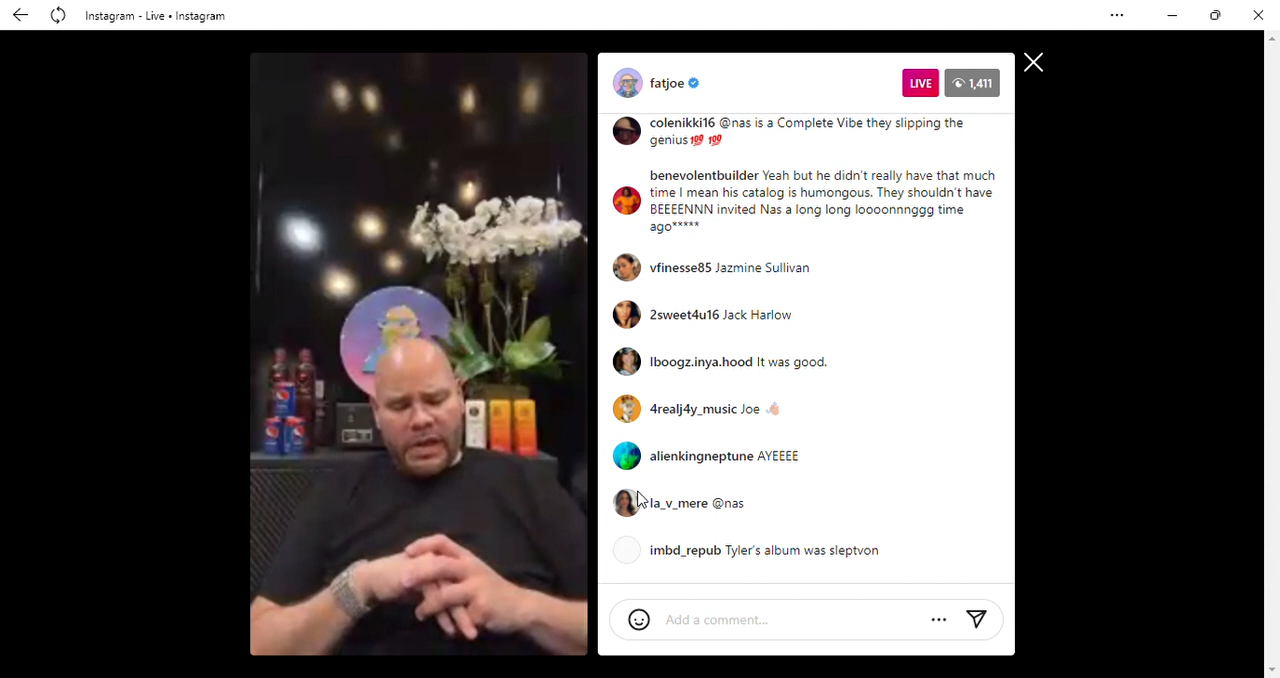 Instagram - Live • Instagram
fatjoe
LIVE
1,411
colenikki16 @nas is a Complete Vibe they slipping the
genius💯 💯
benevolentbuilder Yeah but he didn't really have that much
time I mean his catalog is humongous. They shouldn't have
BEEEENNN invited Nas a long long loooonnnggg time
ago*****
vfinesse85 Jazmine Sullivan
2sweet4u16 Jack Harlow
lboogz.inya.hood It was good.
4realj4y_music Joe 👋🏻
alienkingneptune AYEEEE
la_v_mere @nas
imbd_repub Tyler's album was sleptvon
Add a comment...